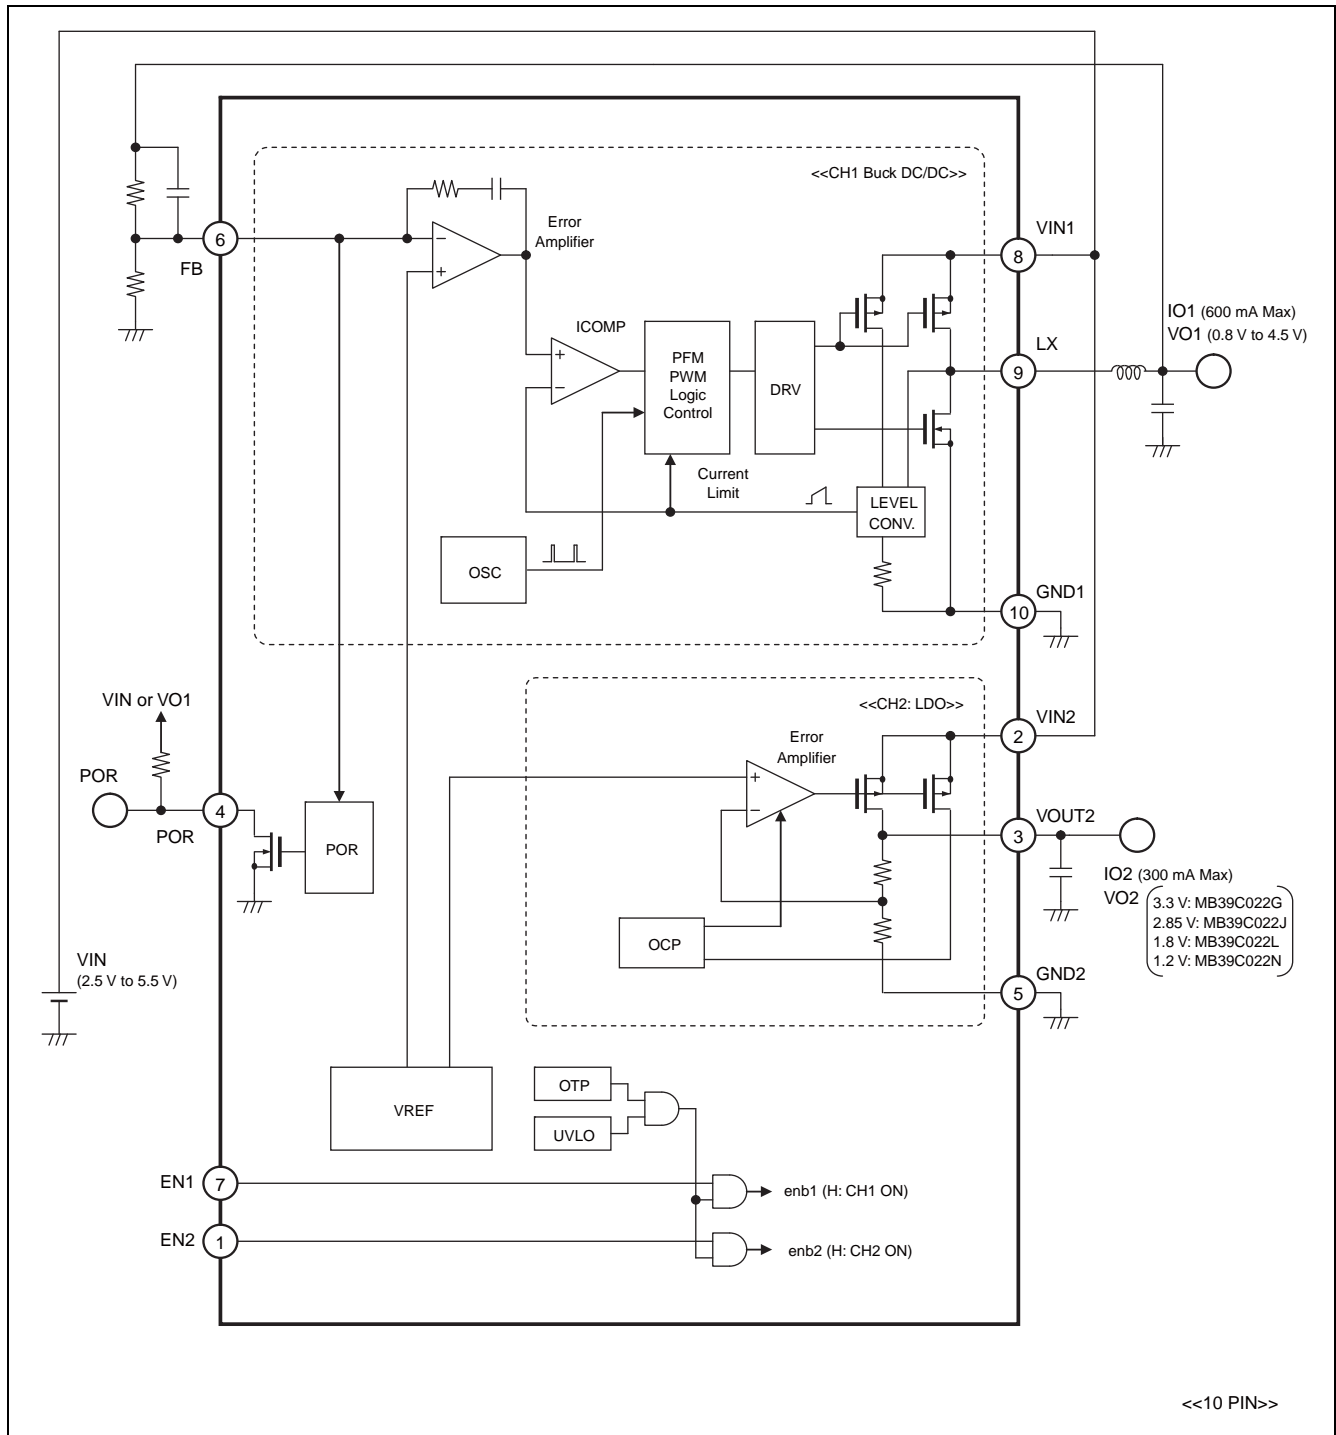 <<CH1 Buck DC/DC>>
Error
Amplifier
VIN1
8
6
FB
ICOMP
+
−
PFM
PWM
Logic
Control
DRV
+
−
LX
9
IO1 (600 mA Max)
VO1 (0.8 V to 4.5 V)
Current
Limit
LEVEL
CONV.
OSC
GND1
10
<<CH2: LDO>>
VIN or VO1
Error
Amplifier
VIN2
2
+
−
POR
4
POR
POR
VOUT2
3
IO2 (300 mA Max)
VO2
3.3 V: MB39C022G
2.85 V: MB39C022J
1.8 V: MB39C022L
1.2 V: MB39C022N
OCP
VIN
(2.5 V to 5.5 V)
GND2
5
VREF
OTP
UVLO
EN1
7
enb1 (H: CH1 ON)
EN2
1
enb2 (H: CH2 ON)
<<10 PIN>>